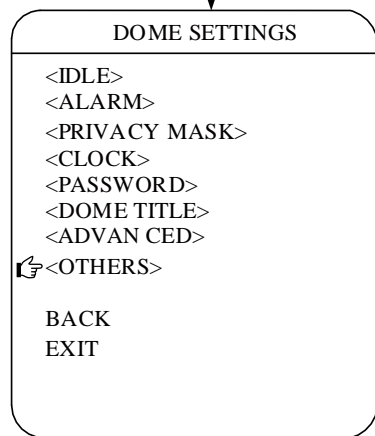 DOME SETTINGS
<IDLE>
<ALARM>
<PRIVACY MASK>
<CLOCK>
<PASSWORD>
<DOME TITLE>
<ADVAN CED>
<OTHERS>
BACK
EXIT